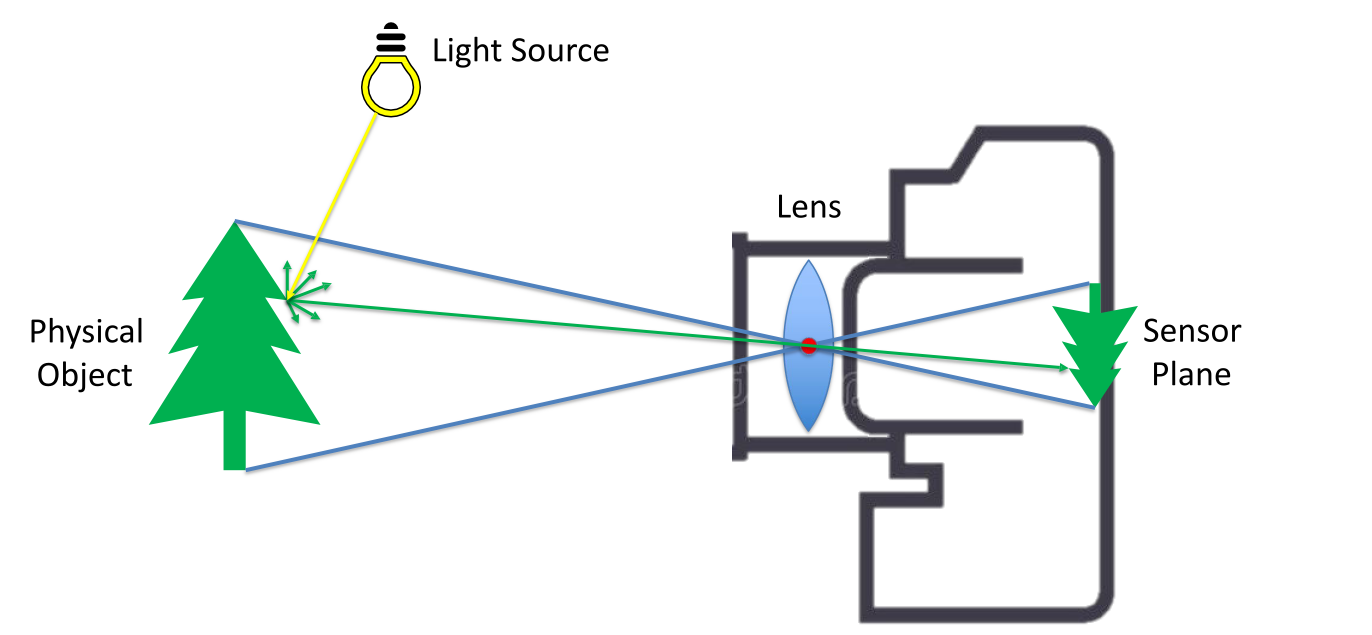 Light Source
Lens
Physical
Object
Sensor
Plane